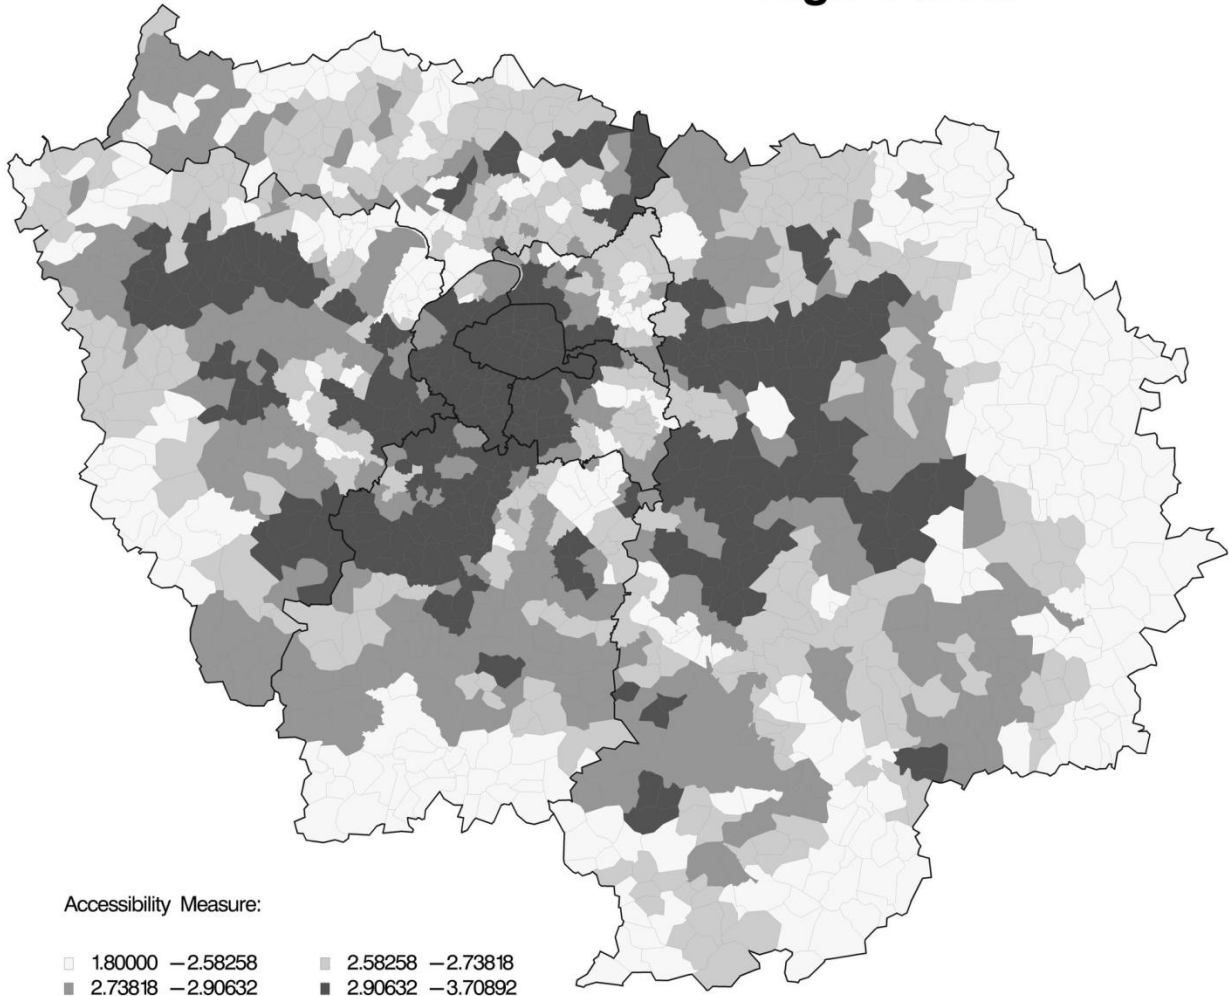 Accessibility Measure:
1.80000 – 2.58258
2.58258 – 2.73818
2.73818 – 2.90632
2.90632 – 3.70892